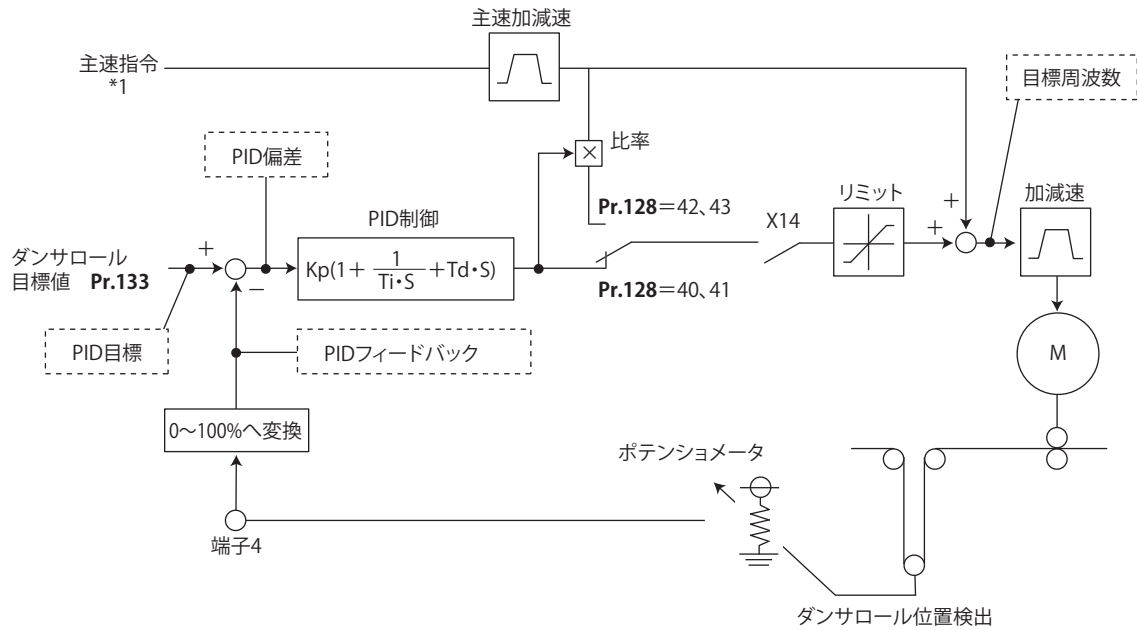 主速加減速
主速指令
*1
目標周波数
比率
PID偏差
Pr.128=42、43
リミット
加減速
X14
PID制御
ダンサロール
目標値 Pr.133
Kp(1+ 1/Ti・S +Td・S)
Pr.128=40、41
PID目標
PIDフィードバック
M
0~100%へ変換
ポテンショメータ
端子4
ダンサロール位置検出
+
−
+
+
×